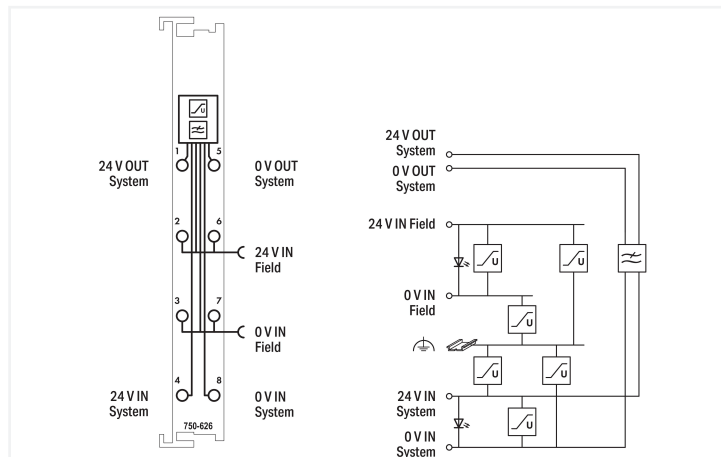 1
5
24 V OUT
System
0 V OUT
System
2
6
24 V IN
Field
3
7
0 V IN
Field
4
8
24 V IN
System
0 V IN
System
750-626
24 V OUT
System
0 V OUT
System
24 V IN Field
U
U
0 V IN
Field
U
U
U
24 V IN
System
U
0 V IN
System